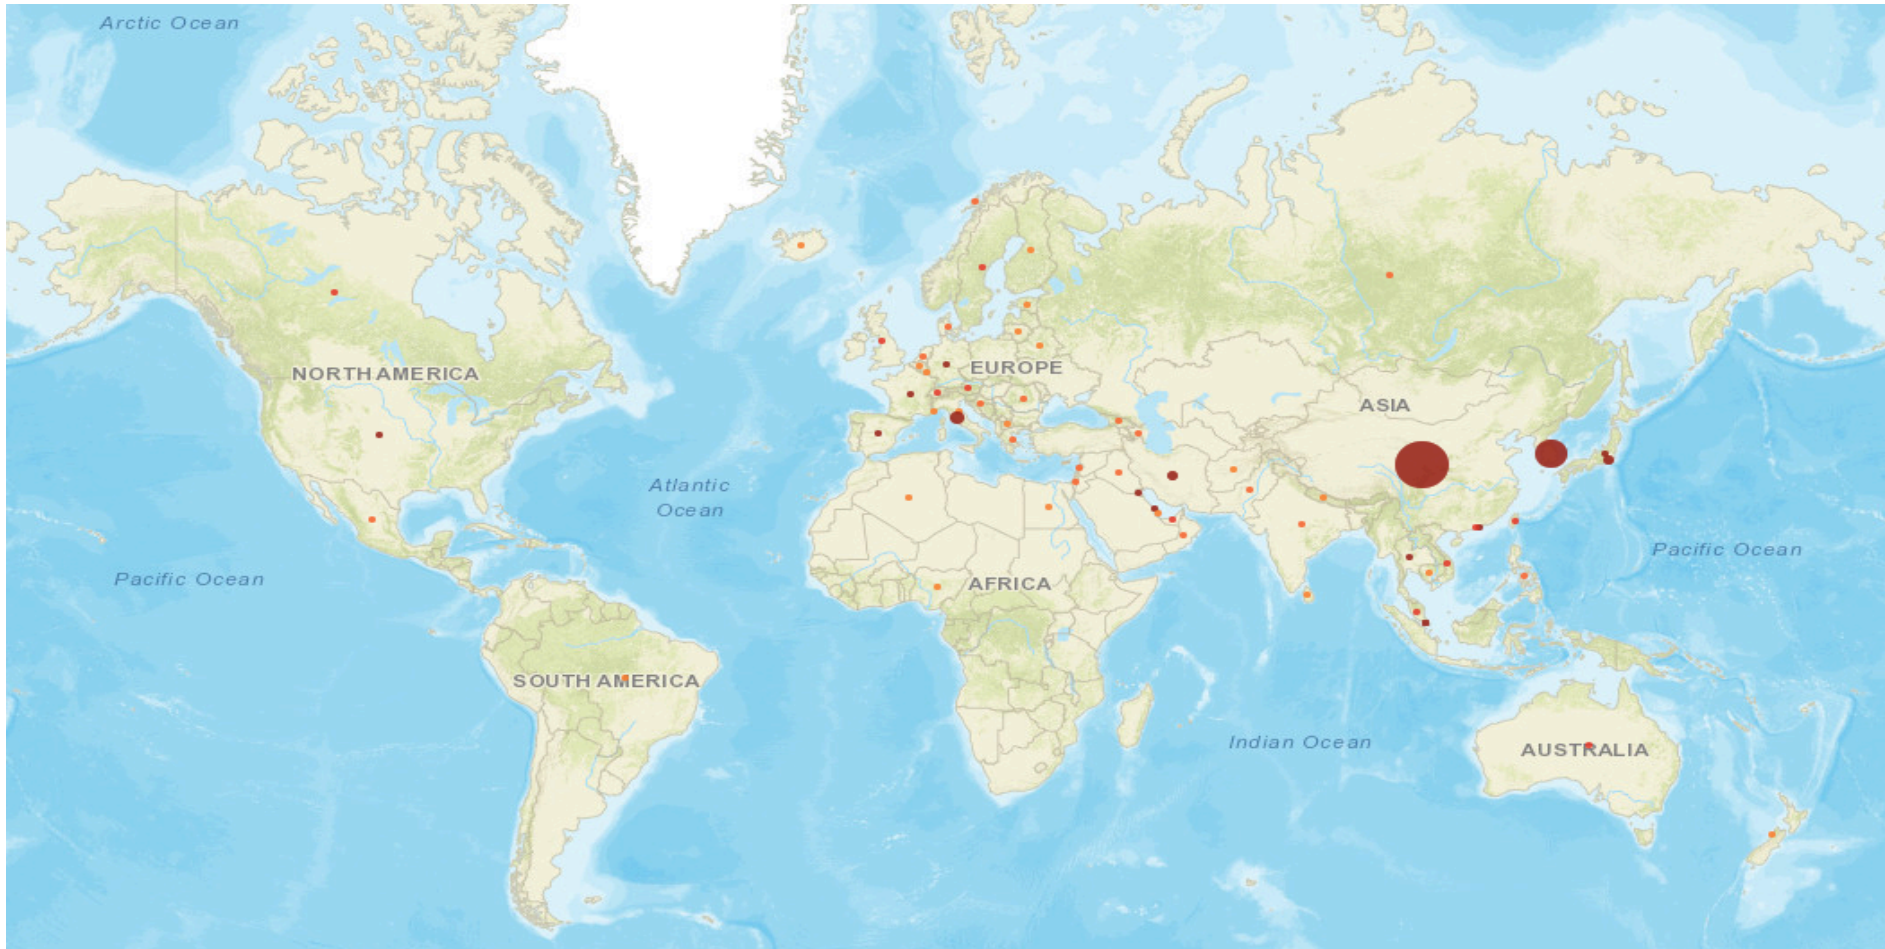 Arctic Ocean
EUROPE
NORTH AMERICA
ASIA
Atlantic
Ocean
Pacific Ocean
Pacific Ocean
AFRICA
SOUTH AMERICA
Indian Ocean
AUSTRALIA